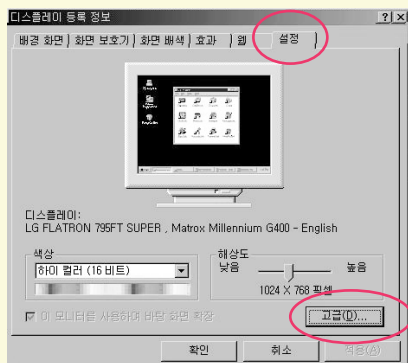 디스플레이 등록 정보
배경 화면 화면 보호기 화면 배색 효과 웹 설정
디스플레이:
LG FLATRON 795FT SUPER , Matrox Millennium G400 - English
색상
하이 컬러 (16 비트)
해상도
낮음 높음
1024 X 768 픽셀
이 모니터를 사용하여 바탕 화면 확장
고급(D)...
확인 취소 적용(A)